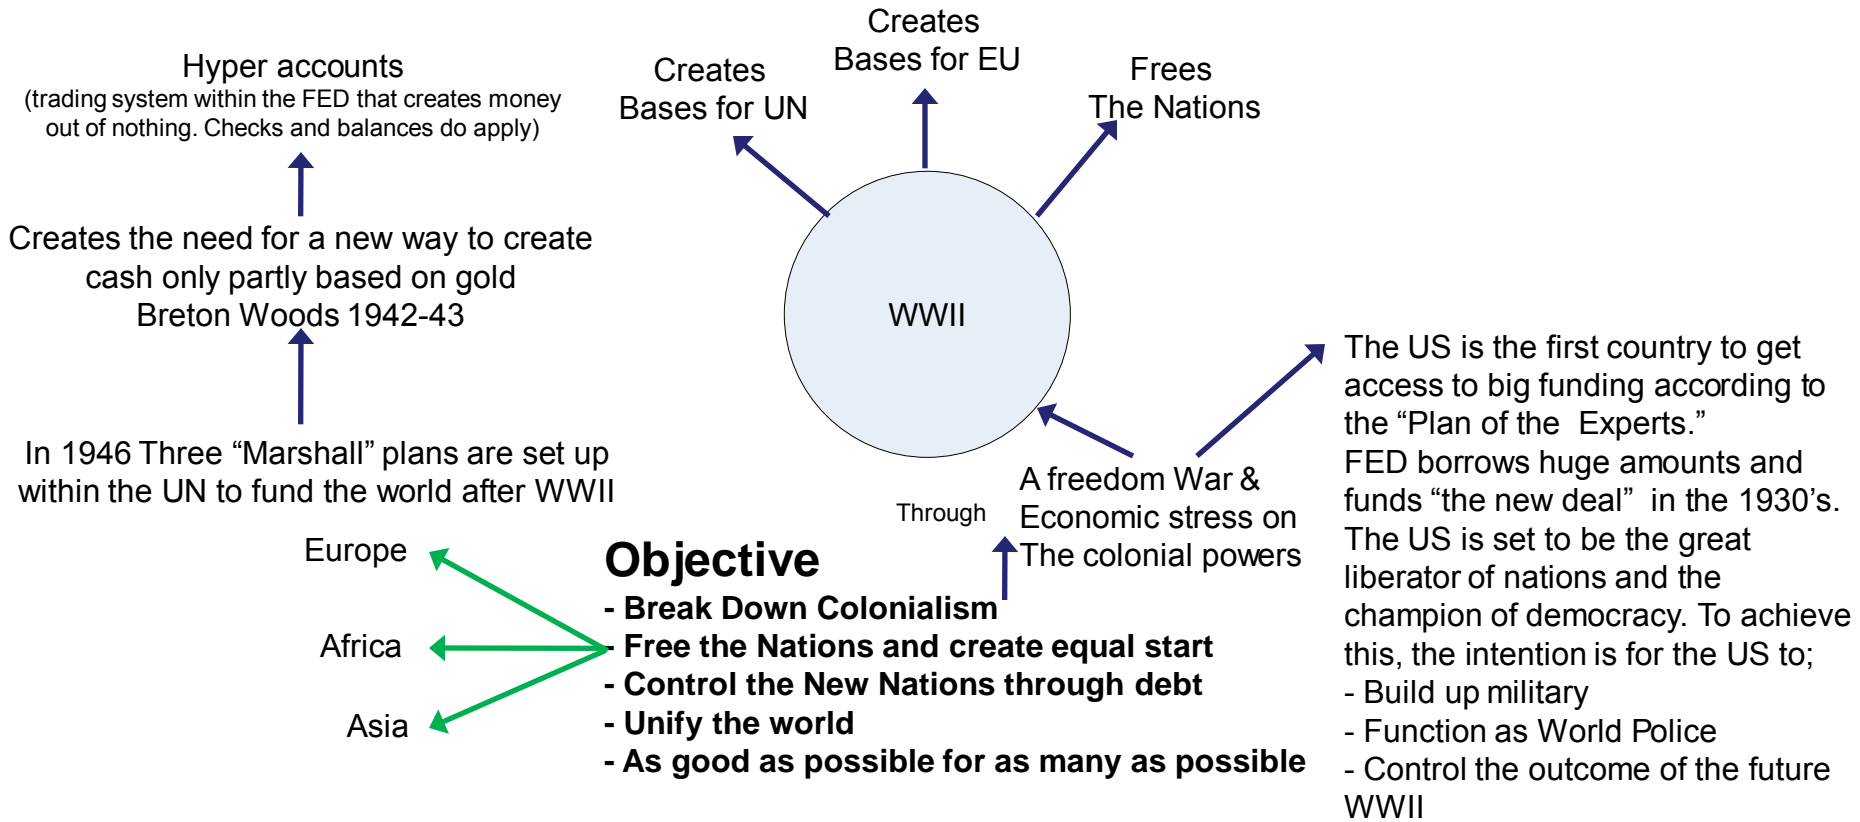 Hyper accounts
(trading system within the FED that creates money
out of nothing. Checks and balances do apply)
Creates the need for a new way to create
cash only partly based on gold
Breton Woods 1942-43
In 1946 Three “Marshall” plans are set up
within the UN to fund the world after WWII
Europe
Africa
Asia
Creates
Bases for UN
Creates
Bases for EU
Frees
The Nations
WWII
Through
A freedom War &
Economic stress on
The colonial powers
Objective
- Break Down Colonialism
- Free the Nations and create equal start
- Control the New Nations through debt
- Unify the world
- As good as possible for as many as possible
The US is the first country to get
access to big funding according to
the “Plan of the Experts.”
FED borrows huge amounts and
funds “the new deal” in the 1930’s.
The US is set to be the great
liberator of nations and the
champion of democracy. To achieve
this, the intention is for the US to;
- Build up military
- Function as World Police
- Control the outcome of the future
WWII